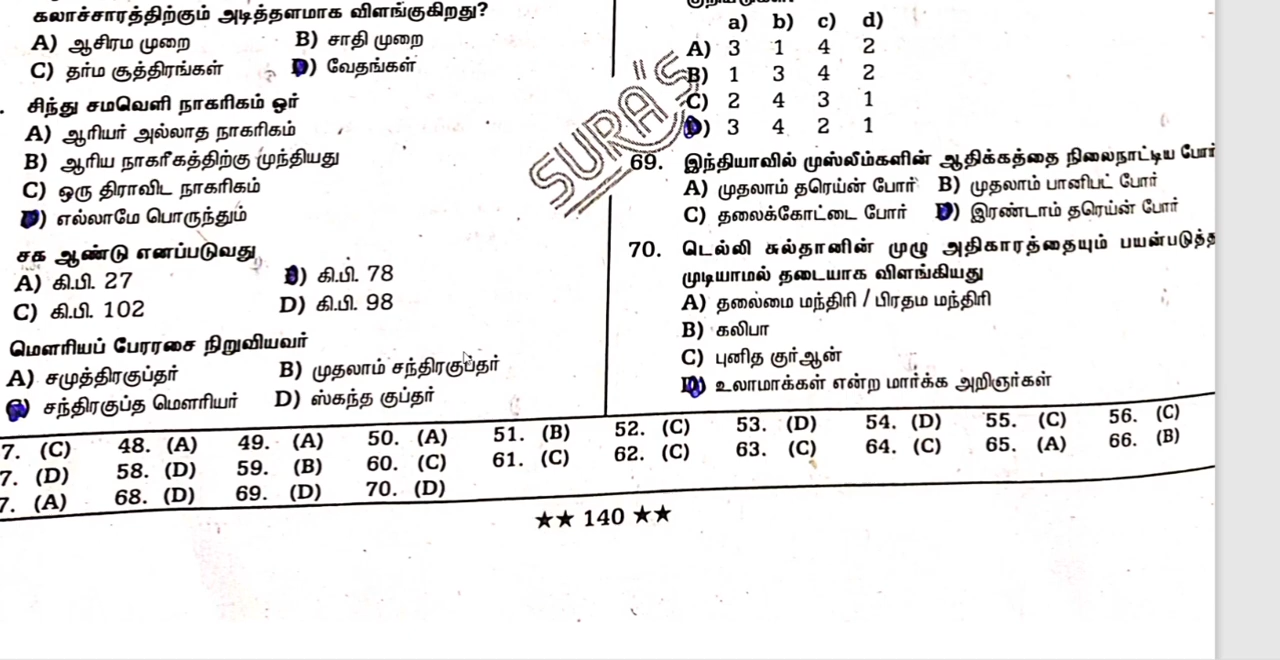 கலாச்சாரத்திற்கும் அடித்தளமாக விளங்குகிறது?
A) ஆசிரம முறை B) சாதி முறை
C) தர்ம சூத்திரங்கள் D) வேதங்கள்
. சிந்து சமவெளி நாகரிகம் ஓர்
A) ஆரியர் அல்லாத நாகரிகம்
B) ஆரிய நாகரீகத்திற்கு முந்தியது
C) ஒரு திராவிட நாகரிகம்
D) எல்லாமே பொருந்தும்
சக ஆண்டு எனப்படுவது
A) கி.பி. 27 B) கி.பி. 78
C) கி.பி. 102 D) கி.பி. 98
மௌரியப் பேரரசை நிறுவியவர்
A) சமுத்திரகுப்தர் B) முதலாம் சந்திரகுப்தர்
C) சந்திரகுப்த மௌரியர் D) ஸ்கந்த குப்தர்
a) b) c) d)
A) 3 1 4 2
B) 1 3 4 2
C) 2 4 3 1
D) 3 4 2 1
SURA'S
69. இந்தியாவில் முஸ்லீம்களின் ஆதிக்கத்தை நிலைநாட்டிய போர்
A) முதலாம் தரெய்ன் போர் B) முதலாம் பானிபட் போர்
C) தலைக்கோட்டை போர் D) இரண்டாம் தரெய்ன் போர்
70. டெல்லி சுல்தானின் முழு அதிகாரத்தையும் பயன்படுத்த
முடியாமல் தடையாக விளங்கியது
A) தலைமை மந்திரி / பிரதம மந்திரி
B) கலிபா
C) புனித குர்ஆன்
D) உலாமாக்கள் என்ற மார்க்க அறிஞர்கள்
7. (C) 48. (A) 49. (A) 50. (A) 51. (B) 52. (C) 53. (D) 54. (D) 55. (C) 56. (C)
7. (D) 58. (D) 59. (B) 60. (C) 61. (C) 62. (C) 63. (C) 64. (C) 65. (A) 66. (B)
7. (A) 68. (D) 69. (D) 70. (D)
★★ 140 ★★